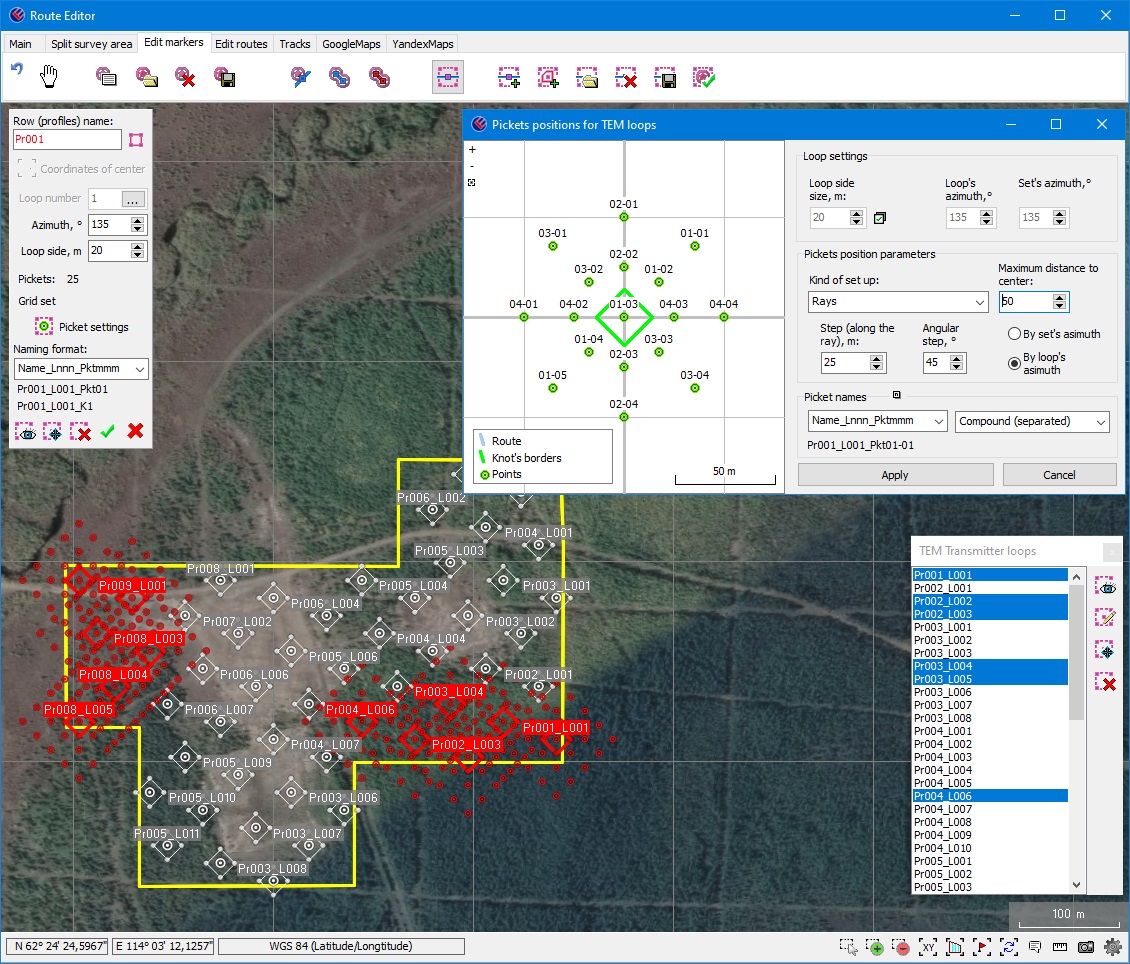 Route Editor
Main
Split survey area
Edit markers
Edit routes
Tracks
GoogleMaps
YandexMaps
Row (profiles) name:
Pr001
Coordinates of center
Loop number
1
...
Azimuth, °
135
Loop side, m
20
Pickets: 25
Grid set
Picket settings
Naming format:
Name_Lnnn_Pktmmm
Pr001_L001_Pkt01
Pr001_L001_K1
Pickets positions for TEM loops
+
-
02-01
03-01
01-01
02-02
03-02
01-02
04-01
04-02
01-03
04-03
04-04
01-04
03-03
02-03
01-05
03-04
02-04
Route
Knot's borders
Points
50 m
Loop settings
Loop side
size, m:
20
Loop's
azimuth,°
135
Set's azimuth,°
135
Pickets position parameters
Kind of set up:
Rays
Maximum distance to
center:
50
Step (along the
ray), m:
25
Angular
step, °
45
By set's asimuth
By loop's
asimuth
Picket names
Name_Lnnn_Pktmmm
Compound (separated)
Pr001_L001_Pkt01-01
Apply
Cancel
Pr006_L002
Pr004_L001
Pr005_L003
Pr008_L001
Pr009_L001
Pr005_L004
Pr003_L001
Pr006_L004
Pr007_L002
Pr003_L002
Pr008_L003
Pr004_L004
Pr005_L006
Pr008_L004
Pr006_L006
Pr002_L001
Pr003_L004
Pr008_L005
Pr006_L007
Pr004_L006
Pr001_L001
Pr004_L007
Pr002_L003
Pr005_L009
Pr005_L010
Pr003_L006
Pr005_L011
Pr003_L007
Pr003_L008
TEM Transmitter loops
Pr001_L001
Pr002_L001
Pr002_L002
Pr002_L003
Pr003_L001
Pr003_L002
Pr003_L003
Pr003_L004
Pr003_L005
Pr003_L006
Pr003_L007
Pr003_L008
Pr004_L001
Pr004_L002
Pr004_L003
Pr004_L004
Pr004_L005
Pr004_L006
Pr004_L007
Pr004_L008
Pr004_L009
Pr004_L010
Pr005_L001
Pr005_L002
Pr005_L003
100 m
N 62° 24' 24,5967"
E 114° 03' 12,1257"
WGS 84 (Latitude/Longtitude)
XY